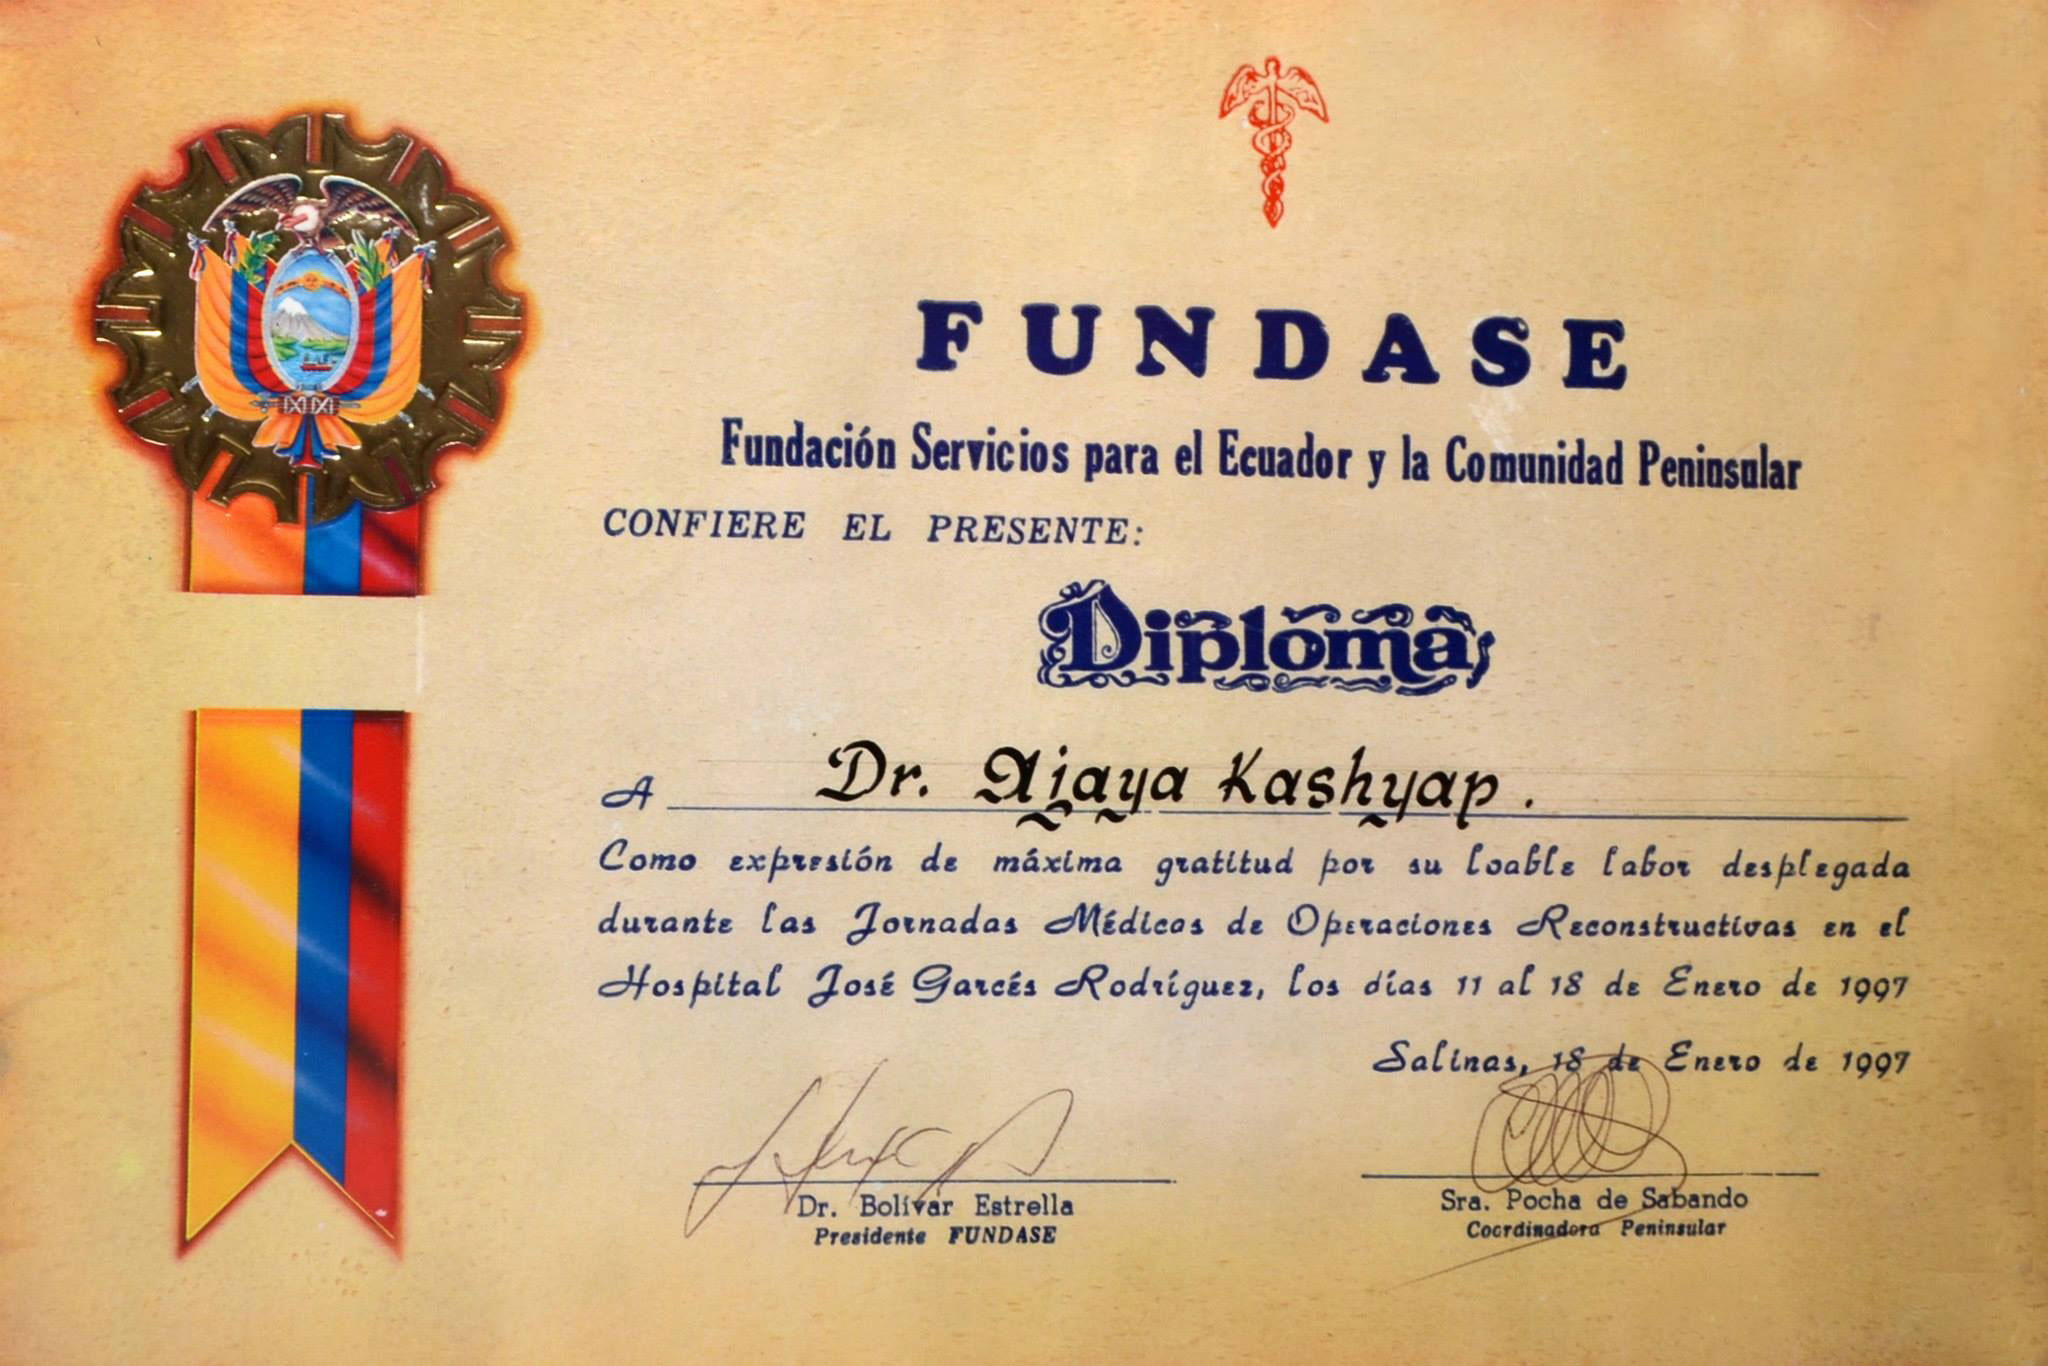 FUNDASE
Fundación Servicios para el Ecuador y la Comunidad Peninsular
CONFIERE EL PRESENTE:
Diploma
A Dr. Ajaya Kashyap.
Como expresión de máxima gratitud por su loable labor desplegada
durante las Jornadas Médicas de Operaciones Reconstructivas en el
Hospital José Garcés Rodríguez, los días 11 al 18 de Enero de 1997
Salinas, 18 de Enero de 1997
Dr. Bolívar Estrella
Presidente FUNDASE
Sra. Pocha de Sabando
Coordinadora Peninsular